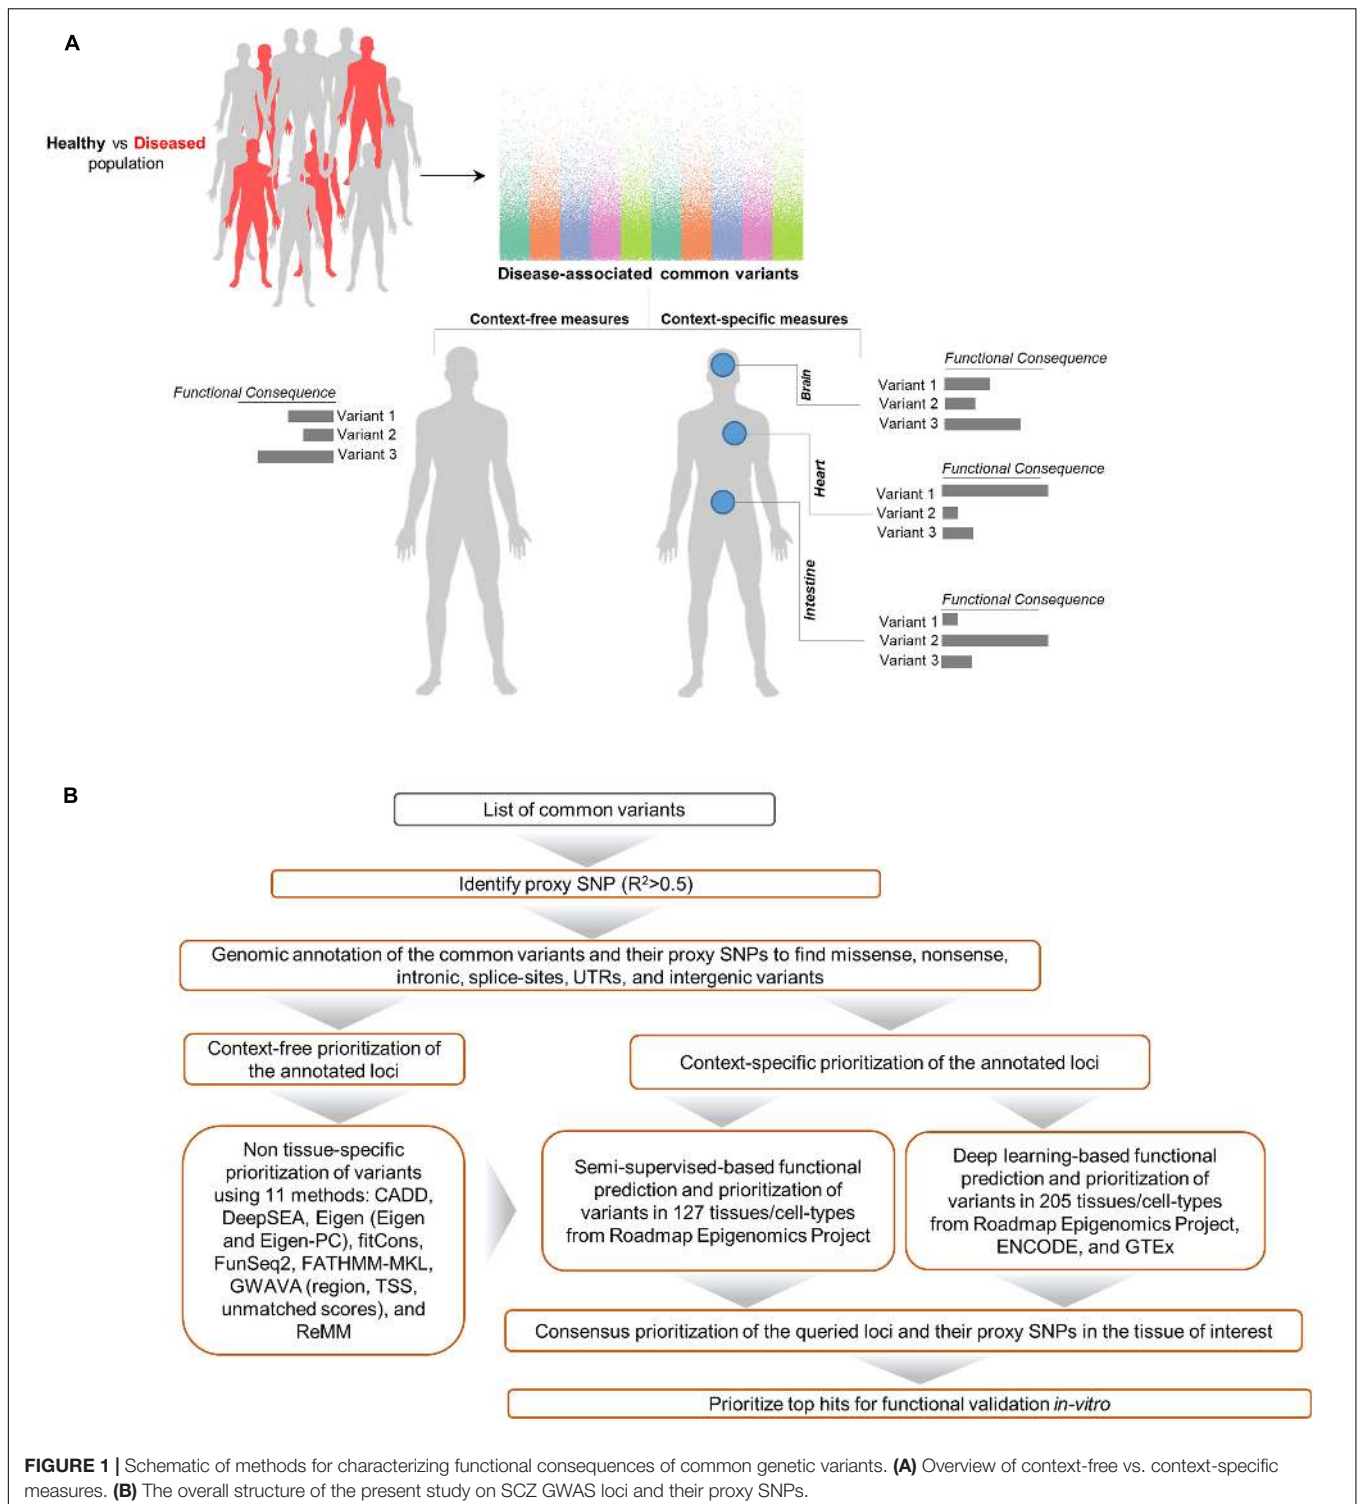 A
Healthy vs Diseased
population
Disease-associated common variants
Context-free measures
Context-specific measures
Functional Consequence
Variant 1
Variant 2
Variant 3
Brain
Heart
Intestine
Functional Consequence
Variant 1
Variant 2
Variant 3
Functional Consequence
Variant 1
Variant 2
Variant 3
Functional Consequence
Variant 1
Variant 2
Variant 3
B
List of common variants
Identify proxy SNP (R²>0.5)
Genomic annotation of the common variants and their proxy SNPs to find missense, nonsense,
intronic, splice-sites, UTRs, and intergenic variants
Context-free prioritization of
the annotated loci
Context-specific prioritization of the annotated loci
Non tissue-specific
prioritization of variants
using 11 methods: CADD,
DeepSEA, Eigen (Eigen
and Eigen-PC), fitCons,
FunSeq2, FATHMM-MKL,
GWAVA (region, TSS,
unmatched scores), and
ReMM
Semi-supervised-based functional
prediction and prioritization of
variants in 127 tissues/cell-types
from Roadmap Epigenomics Project
Deep learning-based functional
prediction and prioritization of
variants in 205 tissues/cell-types
from Roadmap Epigenomics Project,
ENCODE, and GTEx
Consensus prioritization of the queried loci and their proxy SNPs in the tissue of interest
Prioritize top hits for functional validation in-vitro
FIGURE 1 | Schematic of methods for characterizing functional consequences of common genetic variants. (A) Overview of context-free vs. context-specific
measures. (B) The overall structure of the present study on SCZ GWAS loci and their proxy SNPs.